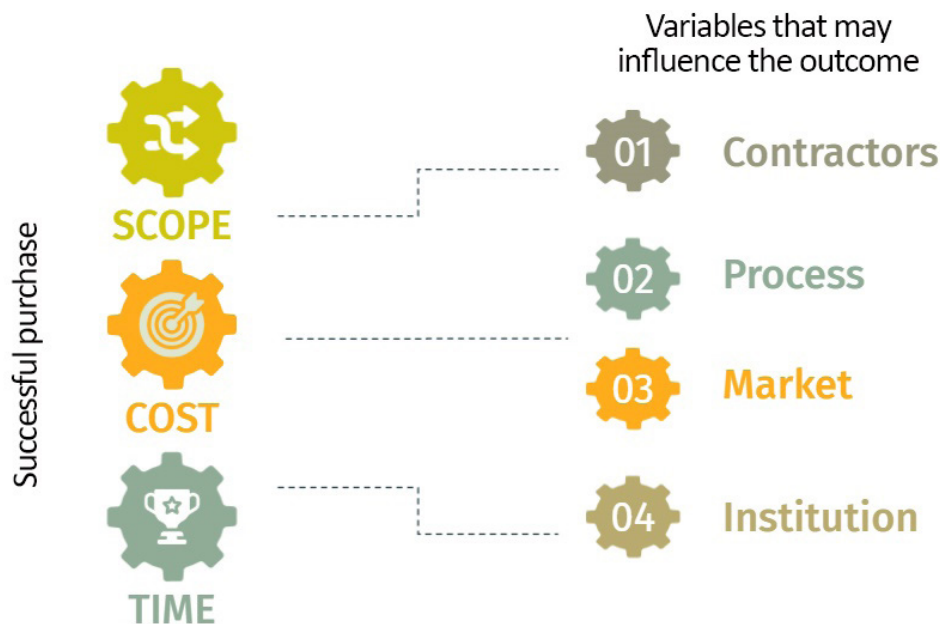 Successful purchase
SCOPE
COST
TIME
Variables that may
influence the outcome
01 Contractors
02 Process
03 Market
04 Institution